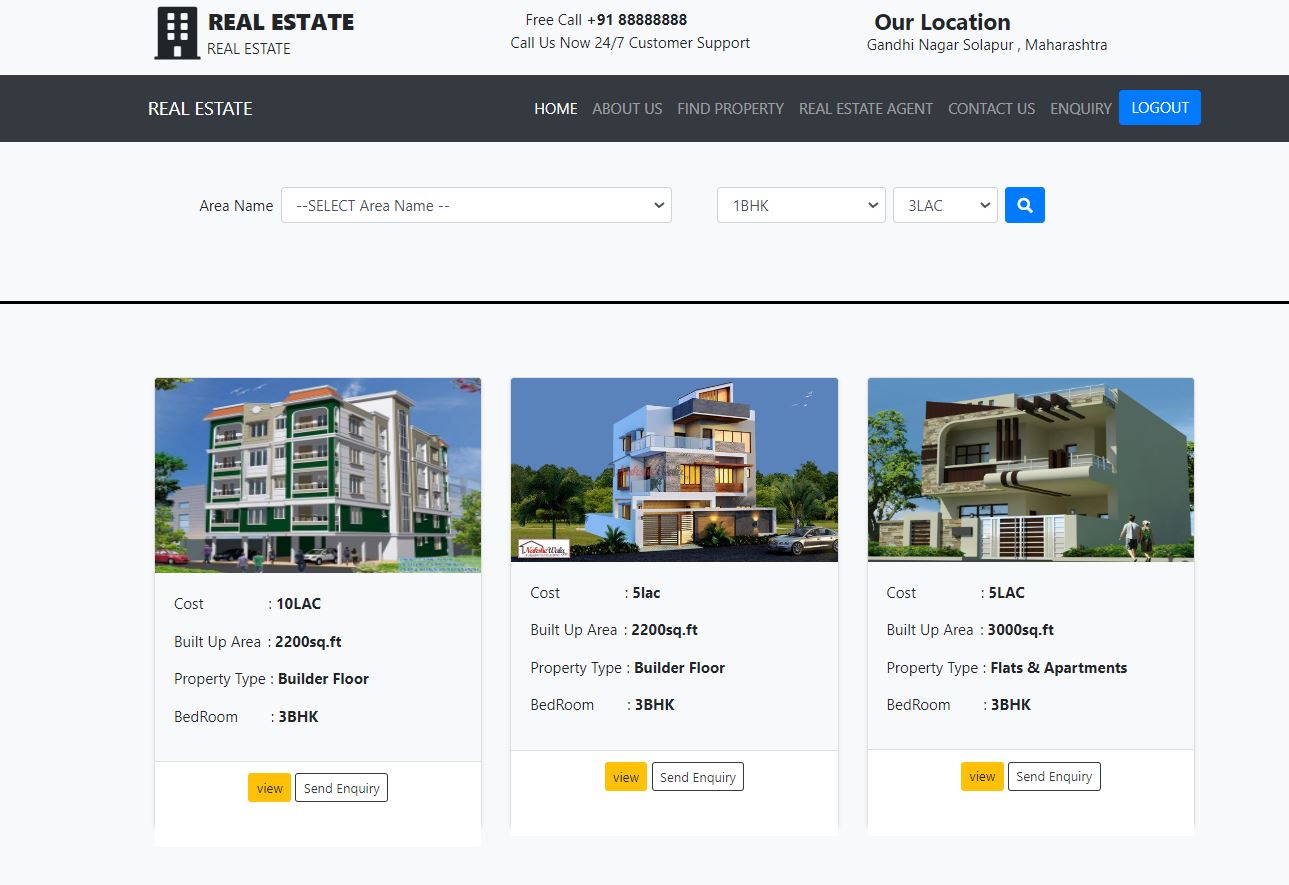 REAL ESTATE
REAL ESTATE
Free Call +91 88888888
Call Us Now 24/7 Customer Support
Our Location
Gandhi Nagar Solapur , Maharashtra
REAL ESTATE HOME ABOUT US FIND PROPERTY REAL ESTATE AGENT CONTACT US ENQUIRY LOGOUT
Area Name --SELECT Area Name -- 1BHK 3LAC
Cost : 10LAC
Built Up Area : 2200sq.ft
Property Type : Builder Floor
BedRoom : 3BHK
view Send Enquiry
NaksheWala
Cost : 5lac
Built Up Area : 2200sq.ft
Property Type : Builder Floor
BedRoom : 3BHK
view Send Enquiry
Cost : 5LAC
Built Up Area : 3000sq.ft
Property Type : Flats & Apartments
BedRoom : 3BHK
view Send Enquiry